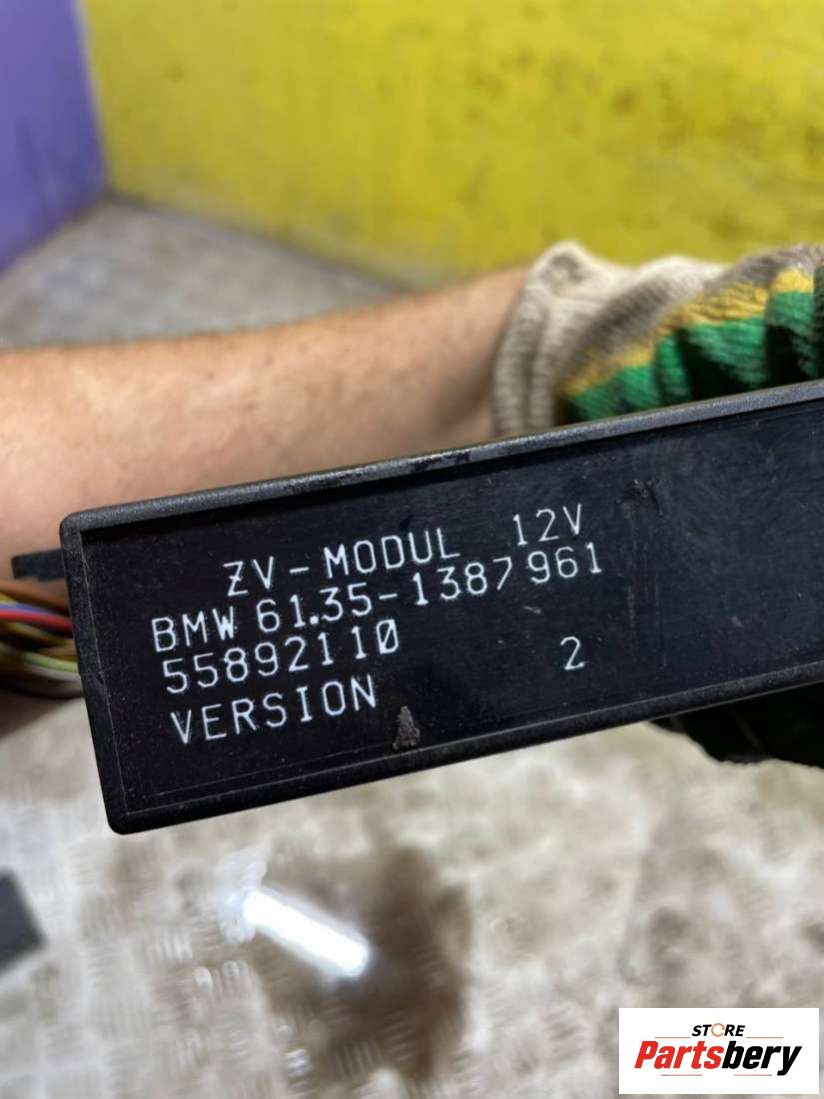 ZV-MODUL 12V
BMW 61.35-1387961
55892110
VERSION 2
STORE
Partsbery